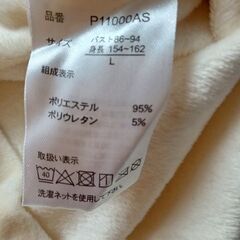 品番 P11000AS
サイズ バスト86~94
身長 154~162
L
組成表示
ポリエステル 95%
ポリウレタン 5%
取扱い表示
40
洗濯ネットを使用して下さい